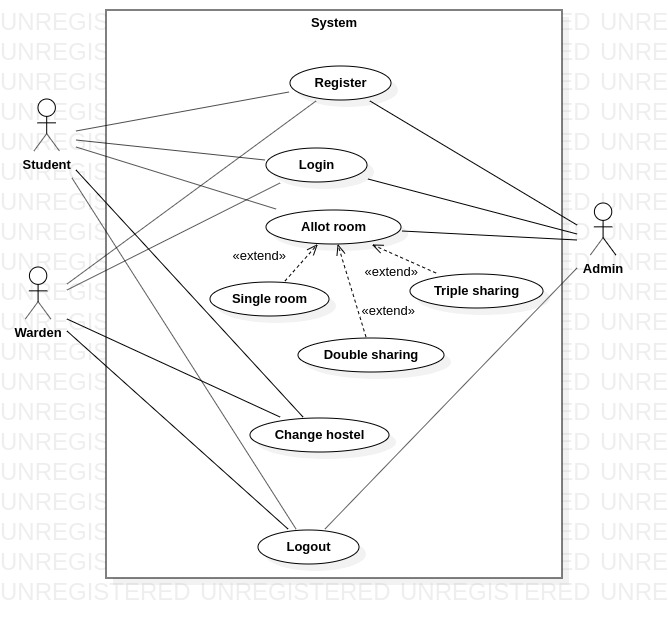 System
Register
Student
Login
Allot room
Admin
«extend»
«extend»
Single room
Triple sharing
Warden
«extend»
Double sharing
Change hostel
Logout
UNREGISTERED UNREGISTERED UNREGISTERED UNRE